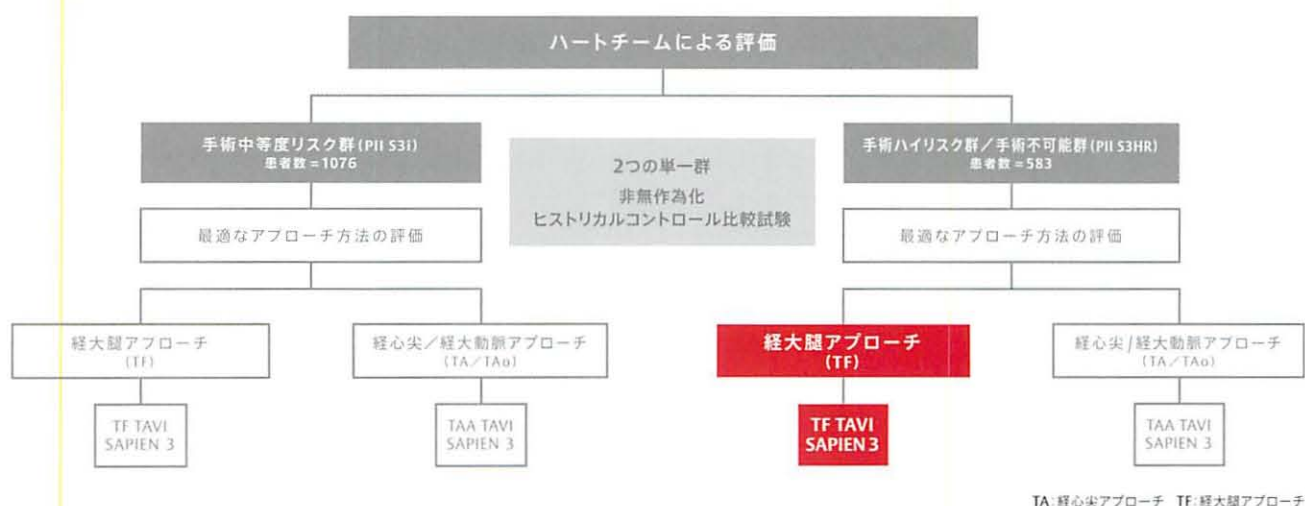 ハートチームによる評価
手術中等度リスク群(PII S3i)
患者数=1076
2つの単一群
非無作為化
ヒストリカルコントロール比較試験
手術ハイリスク群/手術不可能群(PII S3HR)
患者数=583
最適なアプローチ方法の評価
最適なアプローチ方法の評価
経大腿アプローチ
(TF)
経心尖/経大動脈アプローチ
(TA/TAo)
経大腿アプローチ
(TF)
経心尖/経大動脈アプローチ
(TA/TAo)
TF TAVI
SAPIEN 3
TAA TAVI
SAPIEN 3
TF TAVI
SAPIEN 3
TAA TAVI
SAPIEN 3
TA:経心尖アプローチ TF:経大腿アプローチ